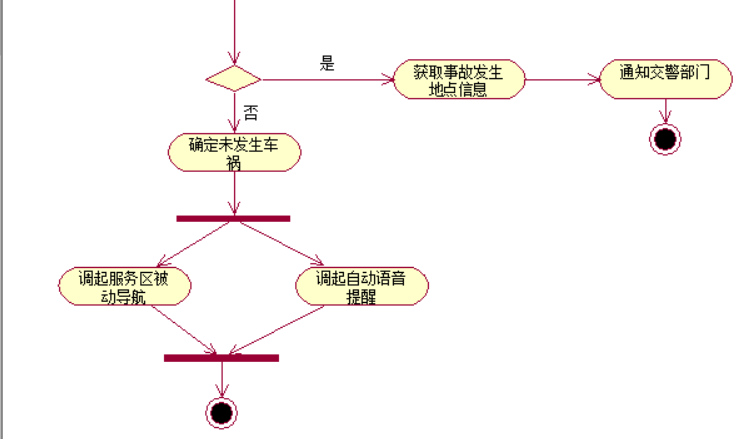 是
获取事故发生
地点信息
通知交警部门
否
确定未发生车
祸
调起服务区被
动导航
调起自动语音
提醒